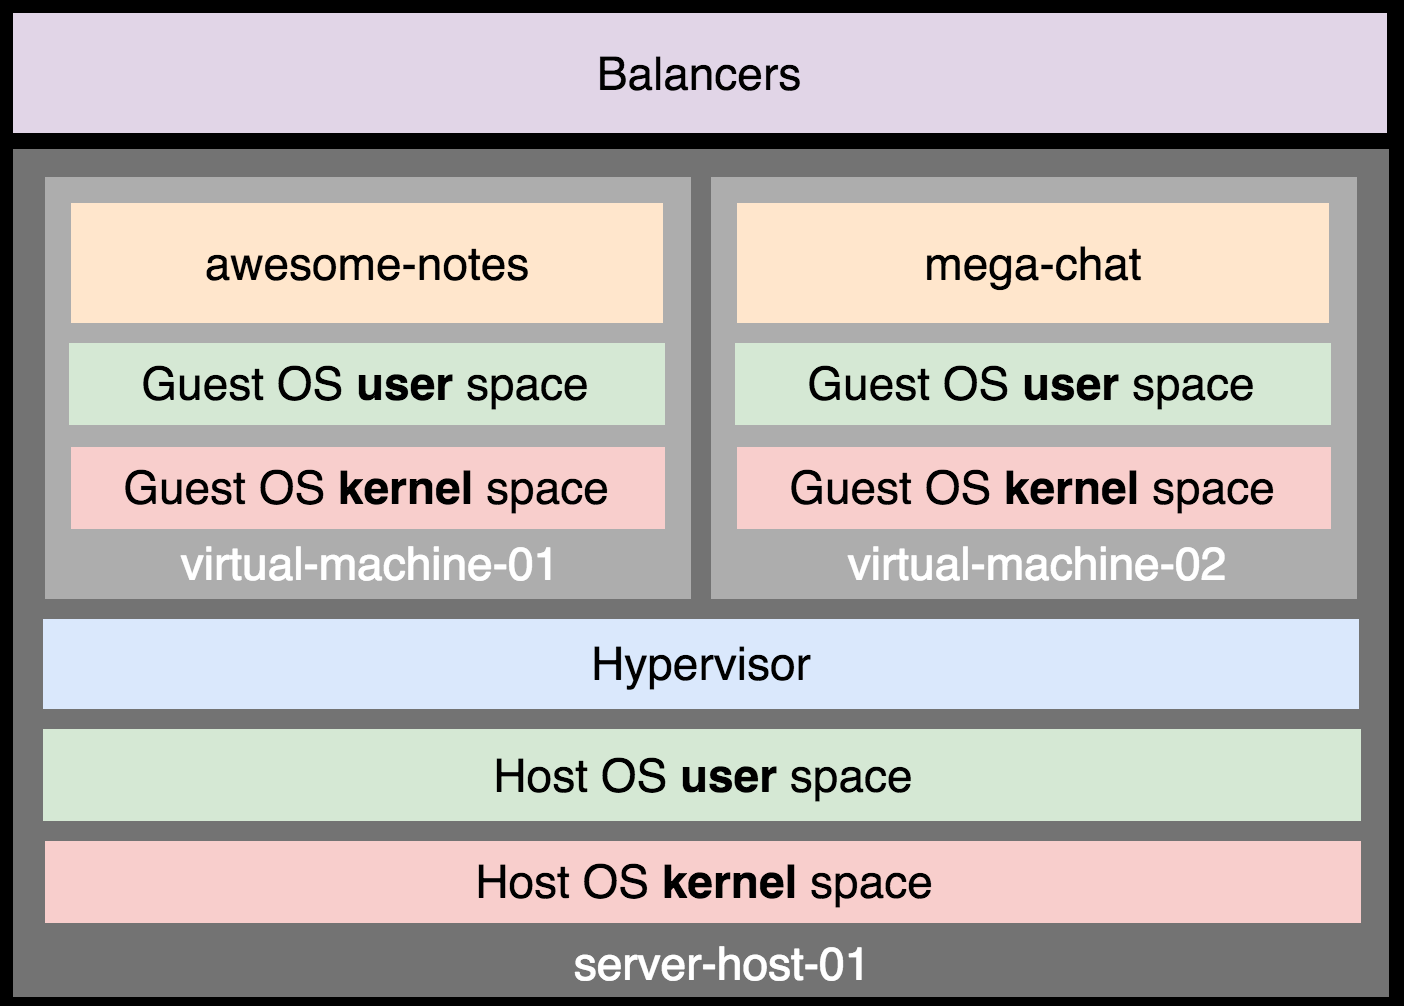 Balancers
awesome-notes
mega-chat
Guest OS user space
Guest OS user space
Guest OS kernel space
Guest OS kernel space
virtual-machine-01
virtual-machine-02
Hypervisor
Host OS user space
Host OS kernel space
server-host-01